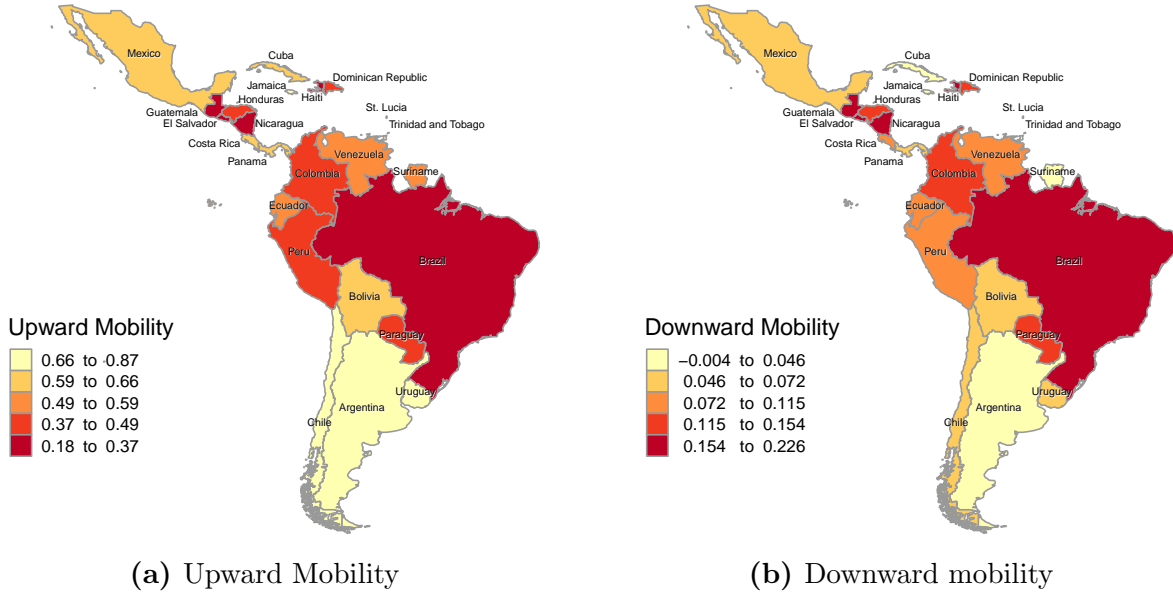 Mexico
Cuba
Jamaica
Dominican Republic
Honduras
Haiti
Guatemala
St. Lucia
El Salvador
Nicaragua
Trinidad and Tobago
Costa Rica
Panama
Venezuela
Colombia
Suriname
Ecuador
Peru
Brazil
Bolivia
Paraguay
Uruguay
Argentina
Chile
Upward Mobility
0.66 to 0.87
0.59 to 0.66
0.49 to 0.59
0.37 to 0.49
0.18 to 0.37
(a) Upward Mobility
Mexico
Cuba
Jamaica
Dominican Republic
Honduras
Haiti
Guatemala
St. Lucia
El Salvador
Nicaragua
Trinidad and Tobago
Costa Rica
Panama
Venezuela
Colombia
Suriname
Ecuador
Peru
Brazil
Bolivia
Paraguay
Uruguay
Argentina
Chile
Downward Mobility
−0.004 to 0.046
0.046 to 0.072
0.072 to 0.115
0.115 to 0.154
0.154 to 0.226
(b) Downward mobility